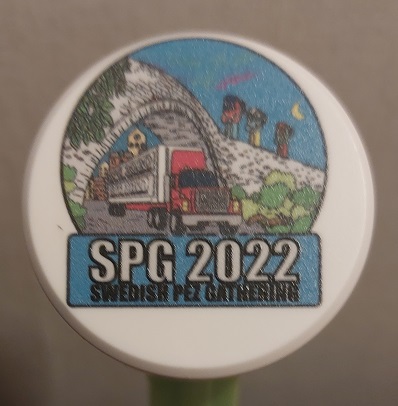 SPG 2022
SWEDISH PEZ GATHERING